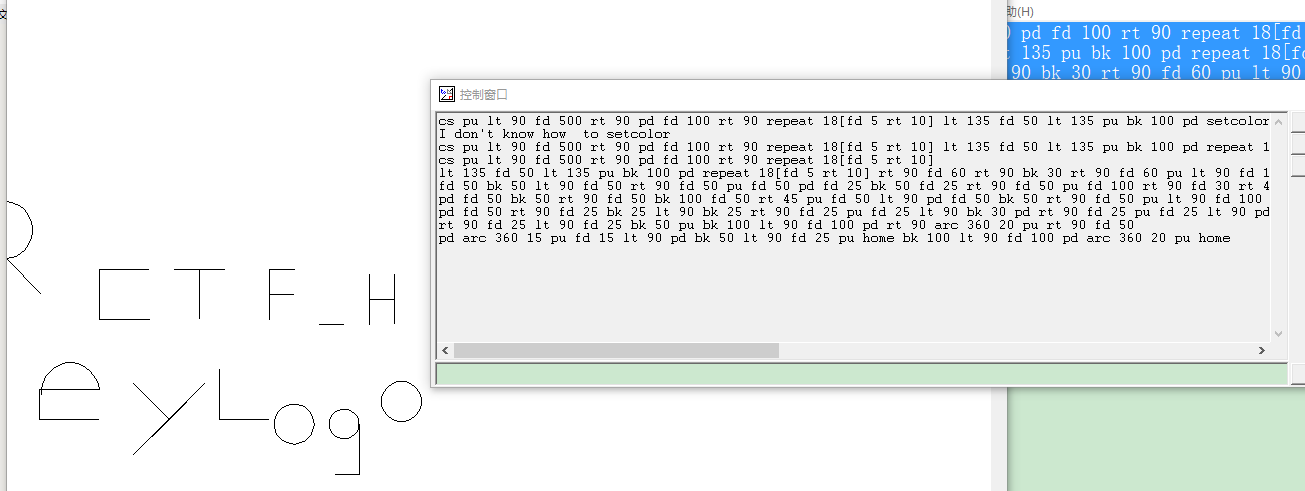 文
助(H)
pd fd 100 rt 90 repeat 18[fd
135 pu bk 100 pd repeat 18[fd
90 bk 30 rt 90 fd 60 pu lt 90
控制窗口
cs pu lt 90 fd 500 rt 90 pd fd 100 rt 90 repeat 18[fd 5 rt 10] lt 135 fd 50 lt 135 pu bk 100 pd setcolor
I don't know how  to setcolor
cs pu lt 90 fd 500 rt 90 pd fd 100 rt 90 repeat 18[fd 5 rt 10] lt 135 fd 50 lt 135 pu bk 100 pd repeat 1
cs pu lt 90 fd 500 rt 90 pd fd 100 rt 90 repeat 18[fd 5 rt 10]
lt 135 fd 50 lt 135 pu bk 100 pd repeat 18[fd 5 rt 10] rt 90 fd 60 rt 90 bk 30 rt 90 fd 60 pu lt 90 fd 1
fd 50 bk 50 lt 90 fd 50 rt 90 fd 50 pu fd 50 pd fd 25 bk 50 fd 25 rt 90 fd 50 pu fd 100 rt 90 fd 30 rt 4
pd fd 50 bk 50 rt 90 fd 50 bk 100 fd 50 rt 45 pu fd 50 lt 90 pd fd 50 bk 50 rt 90 fd 50 pu lt 90 fd 100
pd fd 50 rt 90 fd 25 bk 25 lt 90 bk 25 rt 90 fd 25 pu fd 25 lt 90 bk 30 pd rt 90 fd 25 pu fd 25 lt 90 pd
rt 90 fd 25 lt 90 fd 25 bk 50 pu bk 100 lt 90 fd 100 pd rt 90 arc 360 20 pu rt 90 fd 50
pd arc 360 15 pu fd 15 lt 90 pd bk 50 lt 90 fd 25 pu home bk 100 lt 90 fd 100 pd arc 360 20 pu home
R C T F _ H
e y L o g o